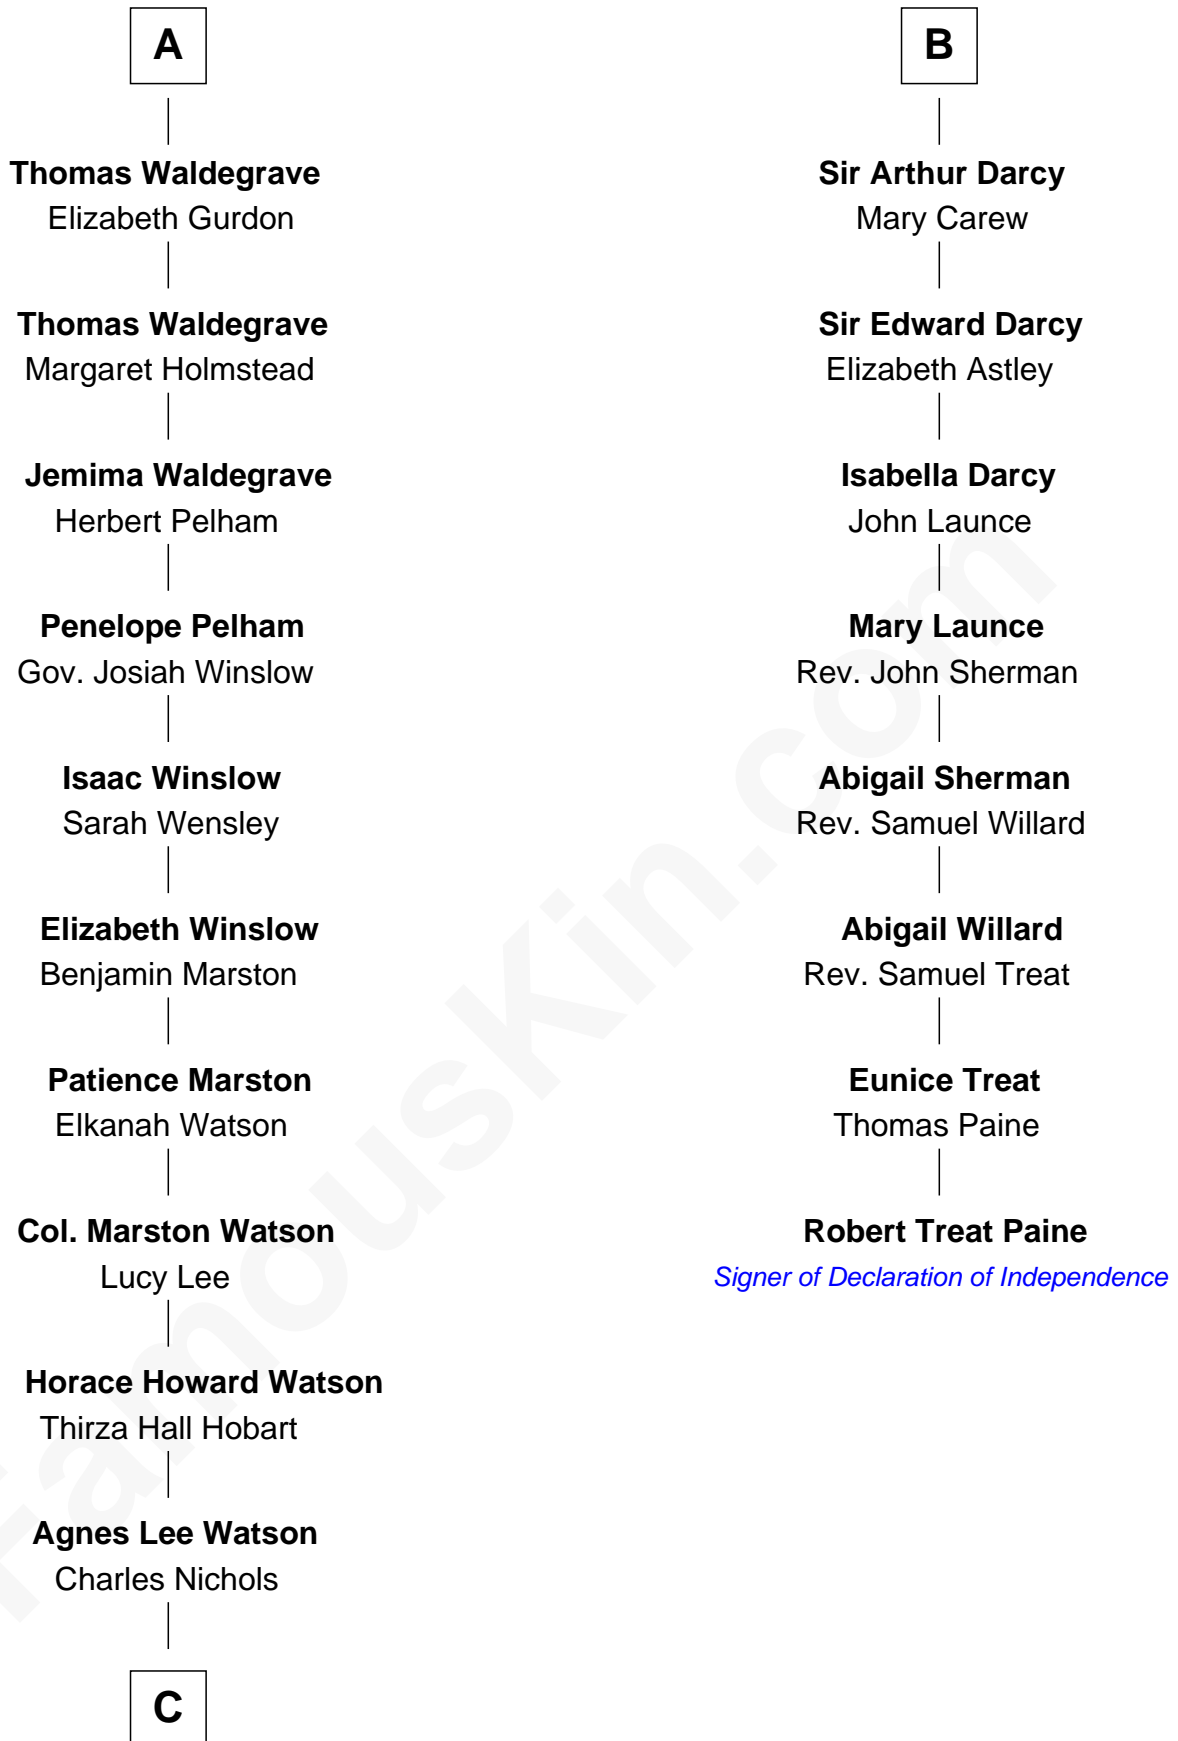 A
Thomas Waldegrave
Elizabeth Gurdon
Thomas Waldegrave
Margaret Holmstead
Jemima Waldegrave
Herbert Pelham
Penelope Pelham
Gov. Josiah Winslow
Isaac Winslow
Sarah Wensley
Elizabeth Winslow
Benjamin Marston
Patience Marston
Elkanah Watson
Col. Marston Watson
Lucy Lee
Horace Howard Watson
Thirza Hall Hobart
Agnes Lee Watson
Charles Nichols
C
B
Sir Arthur Darcy
Mary Carew
Sir Edward Darcy
Elizabeth Astley
Isabella Darcy
John Launce
Mary Launce
Rev. John Sherman
Abigail Sherman
Rev. Samuel Willard
Abigail Willard
Rev. Samuel Treat
Eunice Treat
Thomas Paine
Robert Treat Paine
Signer of Declaration of Independence
FamousKin.com